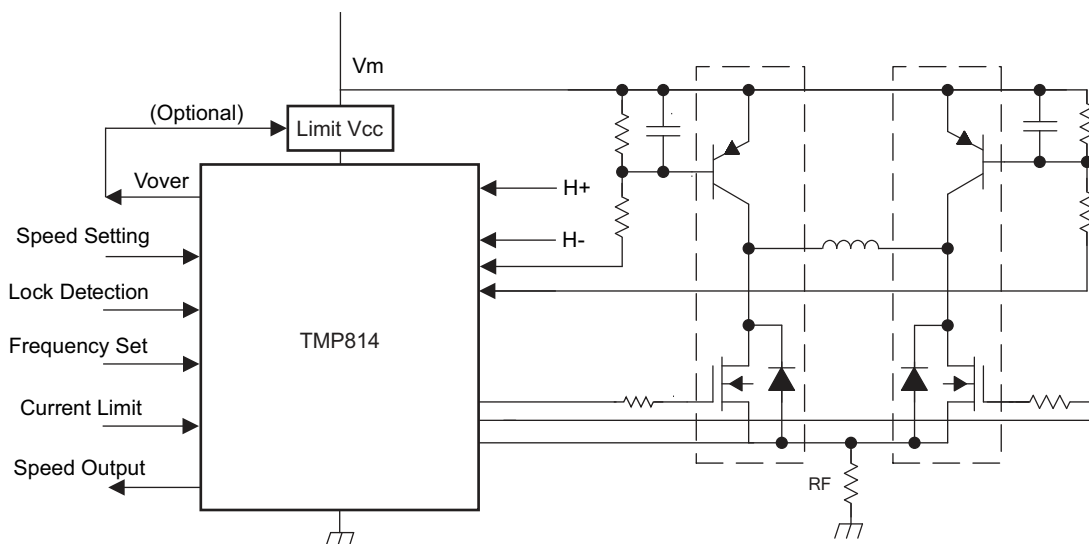 Vm
(Optional)
Limit Vcc
Vover
H+
Speed Setting
H-
Lock Detection
TMP814
Frequency Set
Current Limit
Speed Output
RF